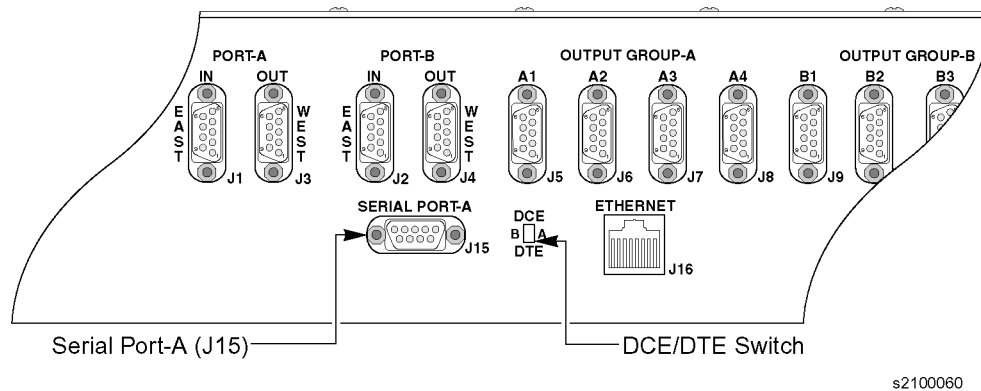 PORT-A PORT-B OUTPUT GROUP-A OUTPUT GROUP-B
IN OUT IN OUT A1 A2 A3 A4 B1 B2 B3
EAST WEST EAST WEST
J1 J3 J2 J4 J5 J6 J7 J8 J9
SERIAL PORT-A DCE ETHERNET
B A
J15 DTE J16
Serial Port-A (J15) DCE/DTE Switch
s2100060